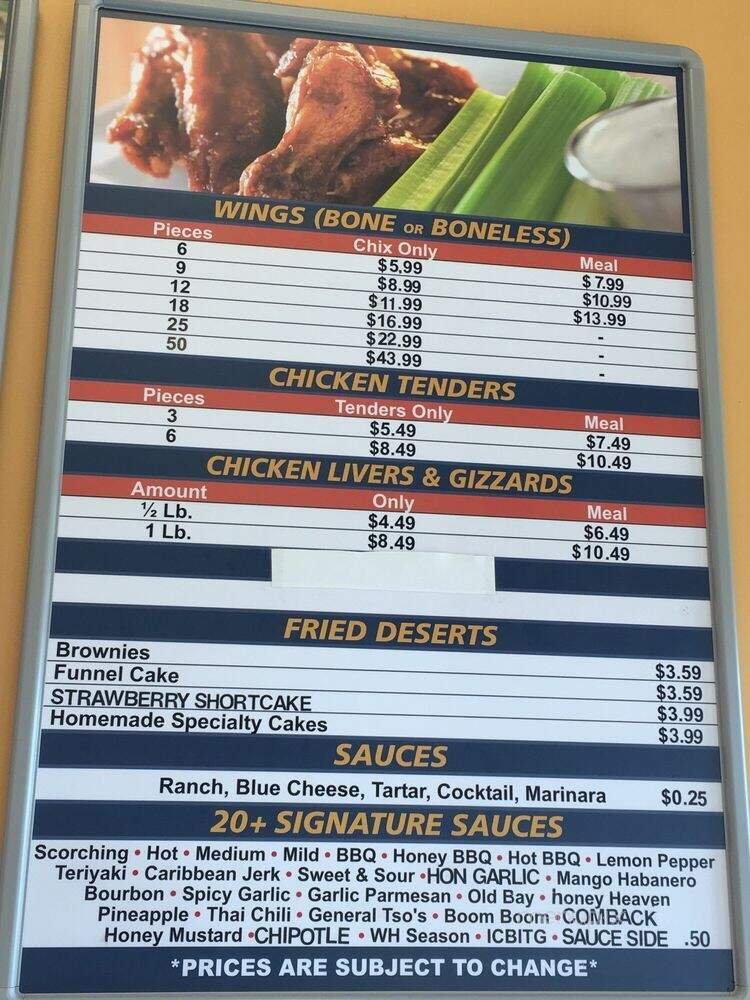 WINGS (BONE OR BONELESS)
Pieces Chix Only Meal
6 $5.99 $7.99
9 $8.99 $10.99
12 $11.99 $13.99
18 $16.99 -
25 $22.99 -
50 $43.99 -
CHICKEN TENDERS
Pieces Tenders Only Meal
3 $5.49 $7.49
6 $8.49 $10.49
CHICKEN LIVERS & GIZZARDS
Amount Only Meal
½ Lb. $4.49 $6.49
1 Lb. $8.49 $10.49
FRIED DESERTS
Brownies $3.59
Funnel Cake $3.59
STRAWBERRY SHORTCAKE $3.99
Homemade Specialty Cakes $3.99
SAUCES
Ranch, Blue Cheese, Tartar, Cocktail, Marinara $0.25
20+ SIGNATURE SAUCES
Scorching • Hot • Medium • Mild • BBQ • Honey BBQ • Hot BBQ • Lemon Pepper
Teriyaki • Caribbean Jerk • Sweet & Sour • HON GARLIC • Mango Habanero
Bourbon • Spicy Garlic • Garlic Parmesan • Old Bay • honey Heaven
Pineapple • Thai Chili • General Tso's • Boom Boom • COMBACK
Honey Mustard • CHIPOTLE • WH Season • ICBITG • SAUCE SIDE .50
*PRICES ARE SUBJECT TO CHANGE*